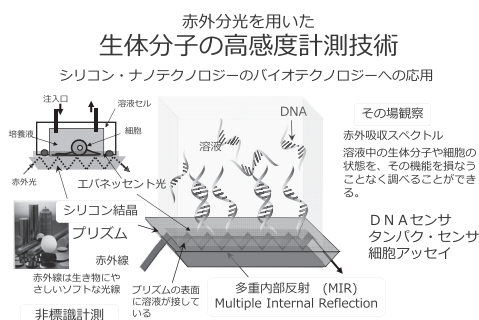 赤外分光を用いた
生体分子の高感度計測技術
シリコン・ナノテクノロジーのバイオテクノロジーへの応用
注入口
溶液セル
培養液
細胞
赤外光
エバネッセント光
シリコン結晶
プリズム
赤外線
赤外線は生き物にや
さしいソフトな光線
非標識計測
DNA
溶液
プリズムの表面
に溶液が接して
いる
多重内部反射 (MIR)
Multiple Internal Reflection
その場観察
赤外吸収スペクトル
溶液中の生体分子や細胞の
状態を、その機能を損なう
ことなく調べることができ
る。
ＤＮＡセンサ
タンパク・センサ
細胞アッセイ